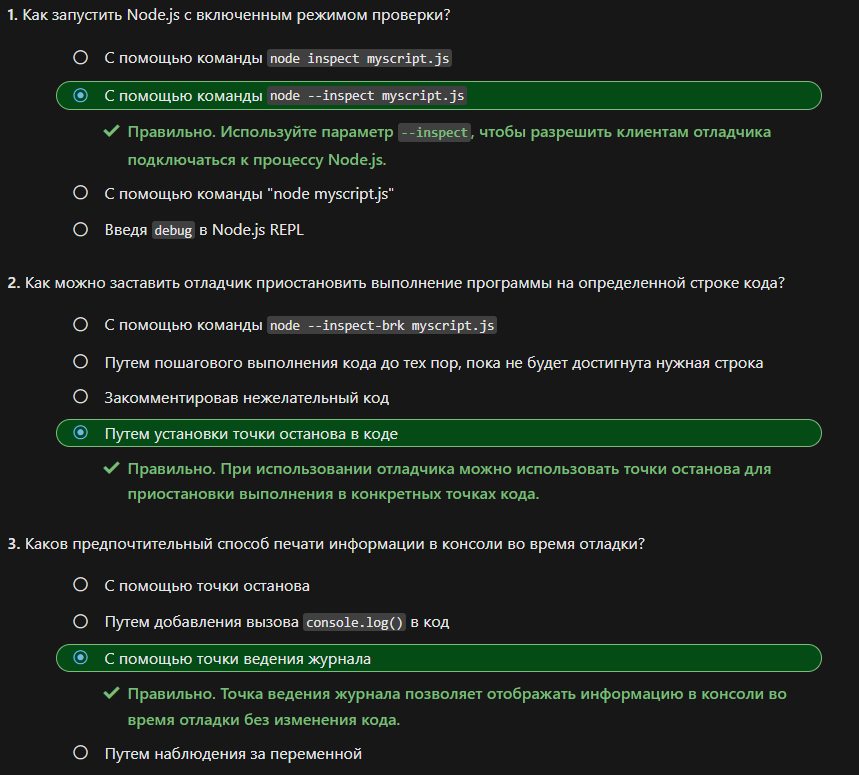 1. Как запустить Node.js с включенным режимом проверки?
С помощью команды node inspect myscript.js
С помощью команды node --inspect myscript.js
Правильно. Используйте параметр --inspect, чтобы разрешить клиентам отладчика
подключаться к процессу Node.js.
С помощью команды "node myscript.js"
Введя debug в Node.js REPL
2. Как можно заставить отладчик приостановить выполнение программы на определенной строке кода?
С помощью команды node --inspect-brk myscript.js
Путем пошагового выполнения кода до тех пор, пока не будет достигнута нужная строка
Закомментировав нежелательный код
Путем установки точки останова в коде
Правильно. При использовании отладчика можно использовать точки останова для
приостановки выполнения в конкретных точках кода.
3. Каков предпочтительный способ печати информации в консоли во время отладки?
С помощью точки останова
Путем добавления вызова console.log() в код
С помощью точки ведения журнала
Правильно. Точка ведения журнала позволяет отображать информацию в консоли во
время отладки без изменения кода.
Путем наблюдения за переменной